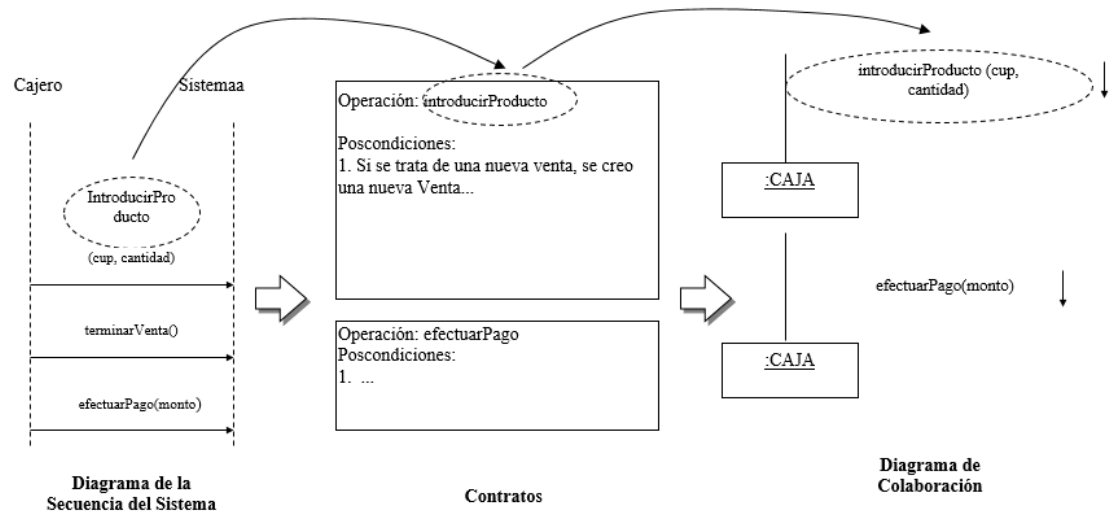 Cajero
Sistemaa
IntroducirPro
ducto
(cup, cantidad)
terminarVenta()
efectuarPago(monto)
Diagrama de la
Secuencia del Sistema
Operación: introducirProducto
Poscondiciones:
1. Si se trata de una nueva venta, se creo
una nueva Venta...
Operación: efectuarPago
Poscondiciones:
1. ...
Contratos
introducirProducto (cup,
cantidad)
:CAJA
efectuarPago(monto)
:CAJA
Diagrama de
Colaboración